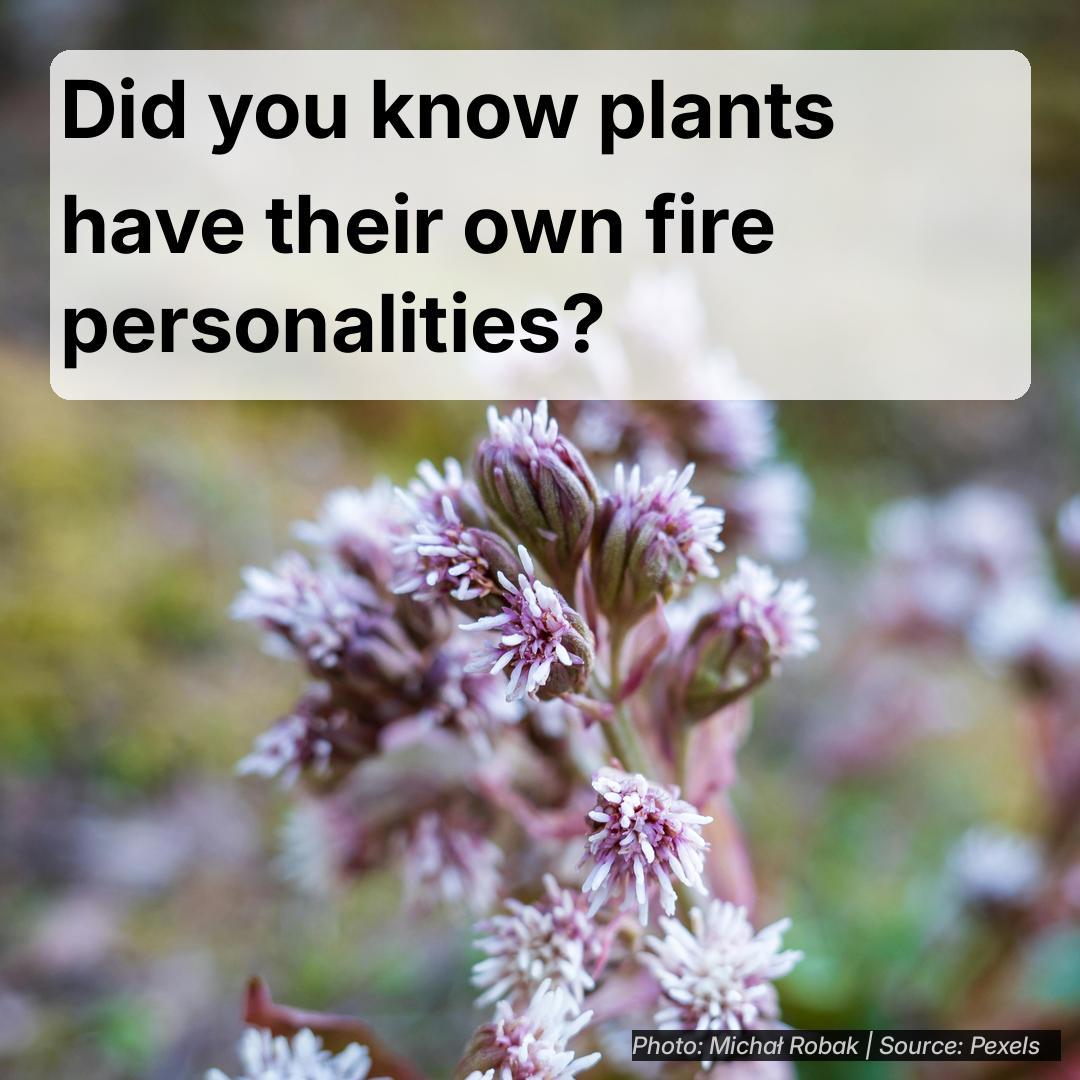 Did you know plants
have their own fire
personalities?
Photo: Michał Robak | Source: Pexels